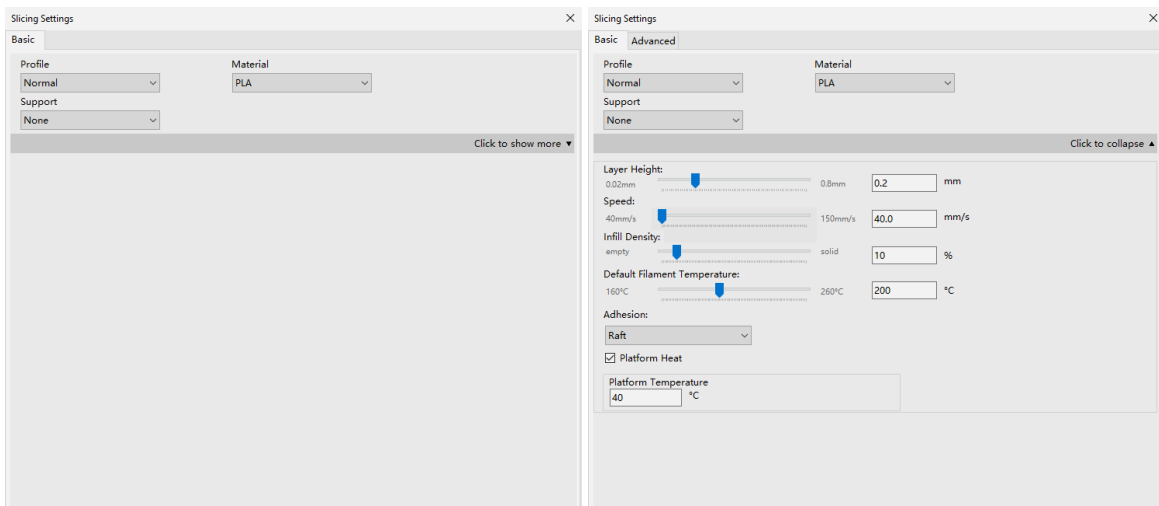 Slicing Settings
Basic
Profile
Material
Normal
PLA
Support
None
Click to show more ▼
Slicing Settings
Basic Advanced
Profile
Material
Normal
PLA
Support
None
Click to collapse ▲
Layer Height:
0.02mm 0.8mm 0.2 mm
Speed:
40mm/s 150mm/s 40.0 mm/s
Infill Density:
empty solid 10 %
Default Filament Temperature:
160°C 260°C 200 °C
Adhesion:
Raft
Platform Heat
Platform Temperature
40 °C